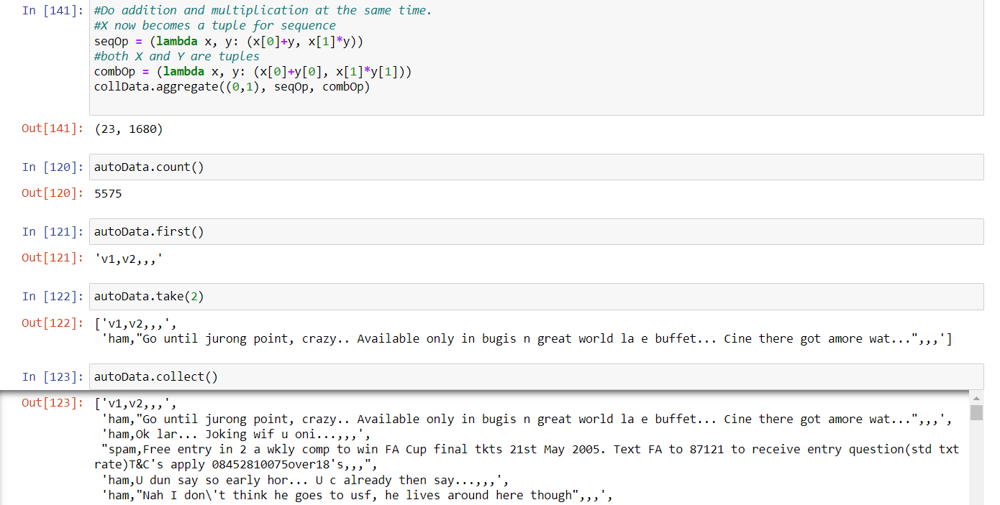 In [141]: #Do addition and multiplication at the same time.
#X now becomes a tuple for sequence
seqOp = (lambda x, y: (x[0]+y, x[1]*y))
#both X and Y are tuples
combOp = (lambda x, y: (x[0]+y[0], x[1]*y[1]))
collData.aggregate((0,1), seqOp, combOp)
Out[141]: (23, 1680)
In [120]: autoData.count()
Out[120]: 5575
In [121]: autoData.first()
Out[121]: 'v1,v2,,,'
In [122]: autoData.take(2)
Out[122]: ['v1,v2,,,',
'ham,"Go until jurong point, crazy.. Available only in bugis n great world la e buffet... Cine there got amore wat...",,,']
In [123]: autoData.collect()
Out[123]: ['v1,v2,,,',
'ham,"Go until jurong point, crazy.. Available only in bugis n great world la e buffet... Cine there got amore wat...",,,',
'ham,Ok lar... Joking wif u oni...,,,',
"spam,Free entry in 2 a wkly comp to win FA Cup final tkts 21st May 2005. Text FA to 87121 to receive entry question(std txt
rate)T&C's apply 08452810075over18's,,,",
'ham,U dun say so early hor... U c already then say...,,,',
'ham,"Nah I don\'t think he goes to usf, he lives around here though",,,',